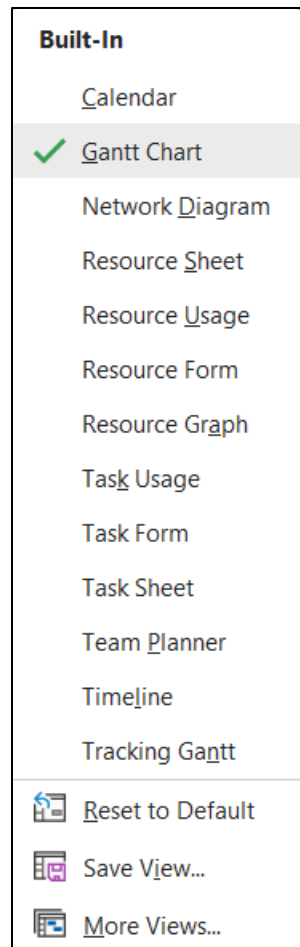 Built-In
Calendar
Gantt Chart
Network Diagram
Resource Sheet
Resource Usage
Resource Form
Resource Graph
Task Usage
Task Form
Task Sheet
Team Planner
Timeline
Tracking Gantt
Reset to Default
Save View...
More Views...